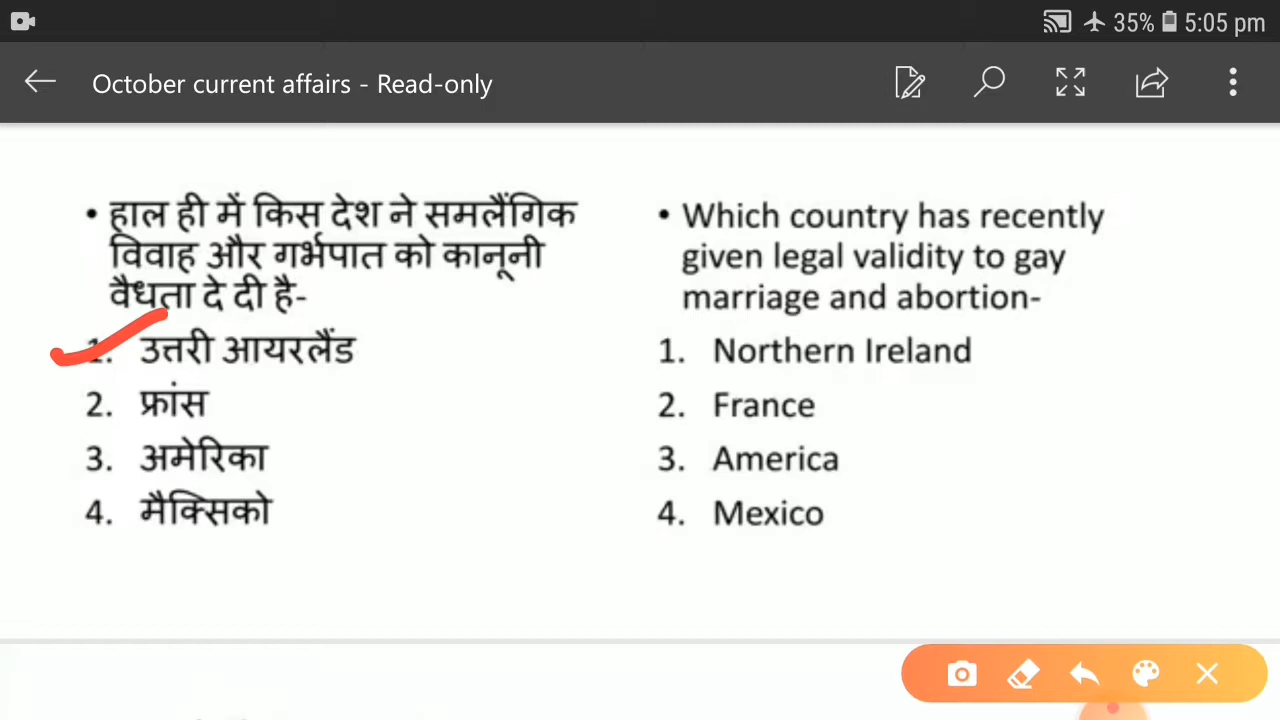 35% 5:05 pm
October current affairs - Read-only
• हाल ही में किस देश ने समलैंगिक
विवाह और गर्भपात को कानूनी
वैधता दे दी है-
1. उत्तरी आयरलैंड
2. फ्रांस
3. अमेरिका
4. मैक्सिको
• Which country has recently
given legal validity to gay
marriage and abortion-
1. Northern Ireland
2. France
3. America
4. Mexico